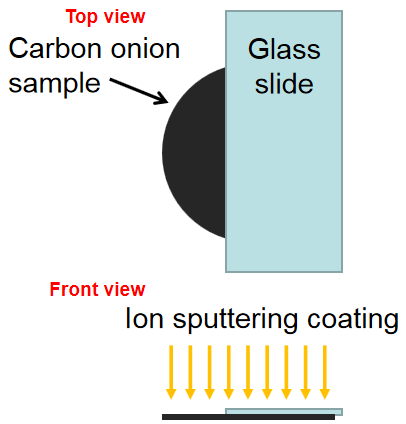 Top view
Carbon onion
sample
Glass
slide
Front view
Ion sputtering coating